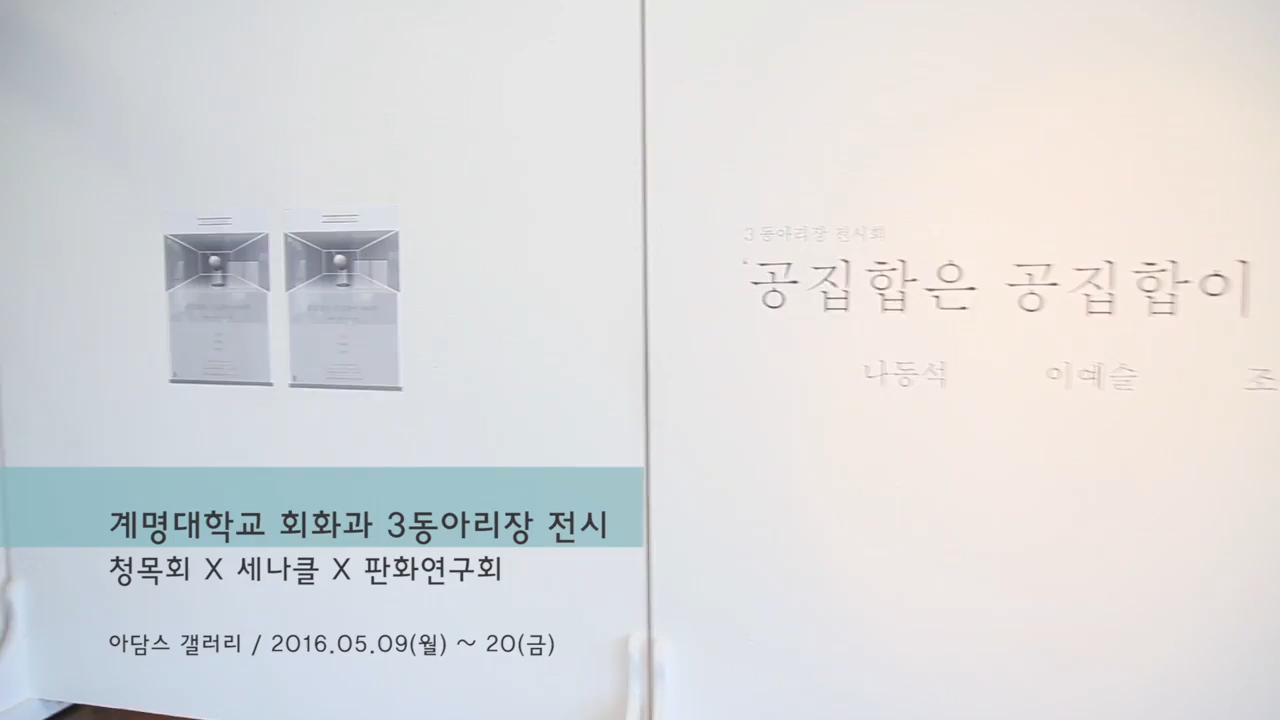 3 동아리장 전시회
'공집합은 공집합이
나동석 이예슬 조
계명대학교 회화과 3동아리장 전시
청목회 X 세나클 X 판화연구회
아담스 갤러리 / 2016.05.09(월) ~ 20(금)